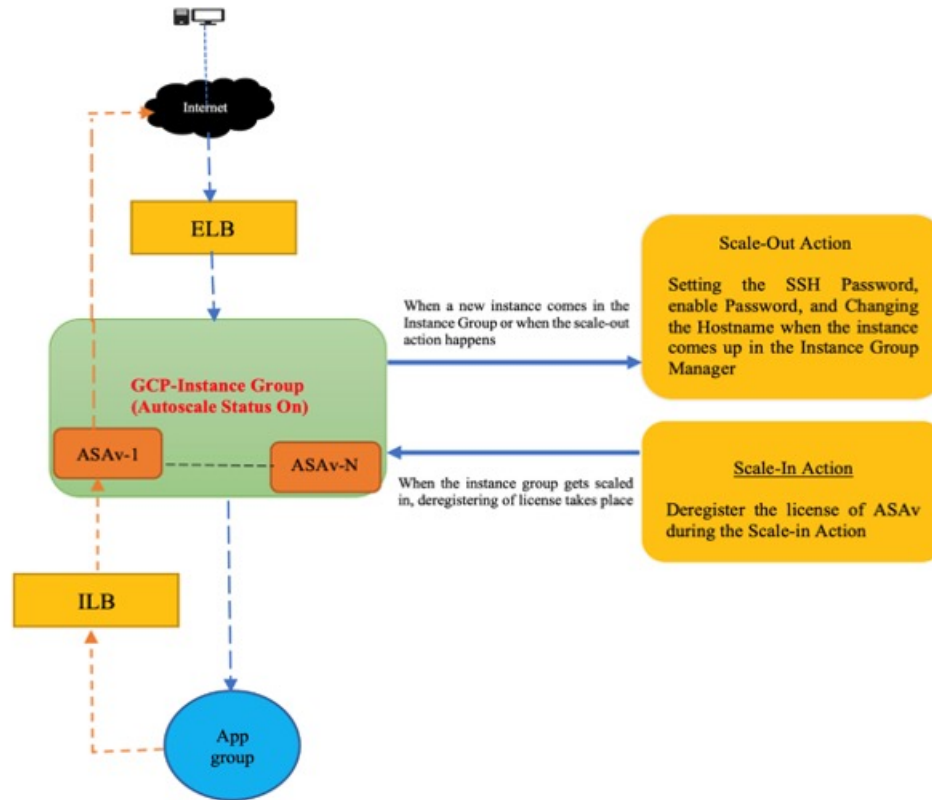 Internet
ELB
When a new instance comes in the
Instance Group or when the scale-out
action happens
Scale-Out Action
Setting the SSH Password,
enable Password, and Changing
the Hostname when the instance
comes up in the Instance Group
Manager
GCP-Instance Group
(Autoscale Status On)
ASAv-1
ASAv-N
When the instance group gets scaled
in, deregistering of license takes place
Scale-In Action
Deregister the license of ASAv
during the Scale-in Action
ILB
App
group